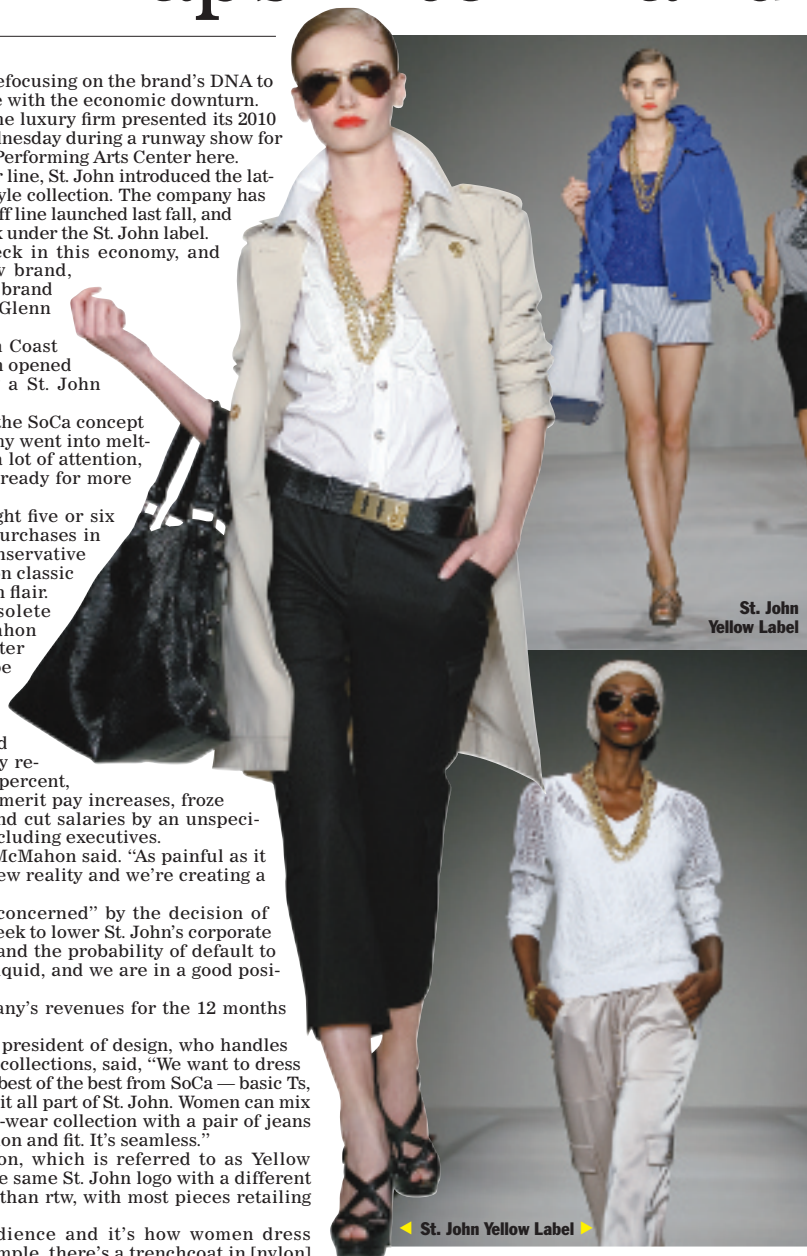 efocusing on the brand’s DNA to
with the economic downturn.
he luxury firm presented its 2010
dnesday during a runway show for
Performing Arts Center here.
line, St. John introduced the lat-
yle collection. The company has
ff line launched last fall, and
under the St. John label.
eck in this economy, and
brand,
brand
Glenn
Coast
opened
a St. John
the SoCa concept
ny went into melt-
lot of attention,
ready for more
ght five or six
urchases in
nservative
n classic
flair.
solete
ahon
ter
be
d
y re-
percent,
merit pay increases, froze
nd cut salaries by an unspeci-
cluding executives.
McMahon said. “As painful as it
ew reality and we’re creating a
concerned” by the decision of
eek to lower St. John’s corporate
and the probability of default to
iquid, and we are in a good posi-
any’s revenues for the 12 months
president of design, who handles
collections, said, “We want to dress
best of the best from SoCa — basic Ts,
it all part of St. John. Women can mix
-wear collection with a pair of jeans
ion and fit. It’s seamless.”
on, which is referred to as Yellow
e same St. John logo with a different
than rtw, with most pieces retailing
dience and it’s how women dress
mple, there’s a trenchcoat in [nylon]
St. John
Yellow Label
St. John Yellow Label